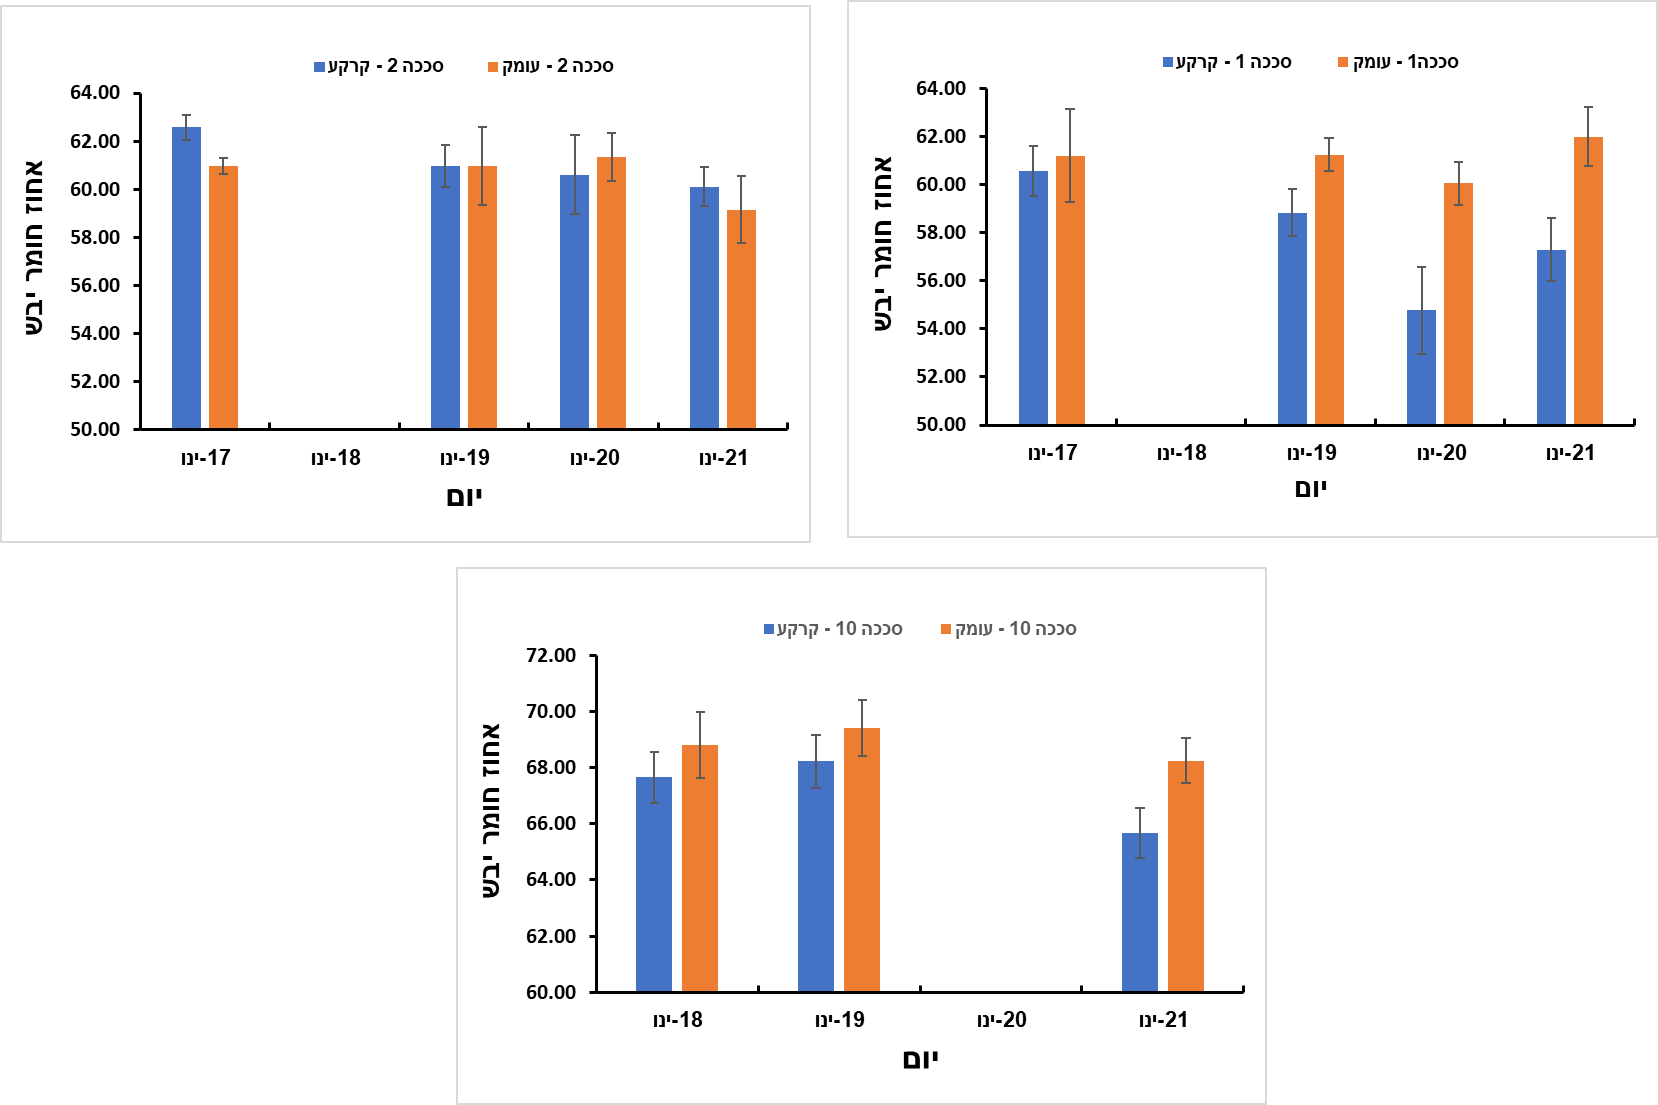 סככה 2 - קרקע סככה 2 - עומק
64.00
62.00
60.00
58.00
56.00
54.00
52.00
50.00
אחוז חומר יבש
17-ינו 18-ינו 19-ינו 20-ינו 21-ינו
יום
סככה 1 - קרקע סככה1 - עומק
64.00
62.00
60.00
58.00
56.00
54.00
52.00
50.00
אחוז חומר יבש
17-ינו 18-ינו 19-ינו 20-ינו 21-ינו
יום
סככה 10 - קרקע סככה 10 - עומק
72.00
70.00
68.00
66.00
64.00
62.00
60.00
אחוז חומר יבש
18-ינו 19-ינו 20-ינו 21-ינו
יום